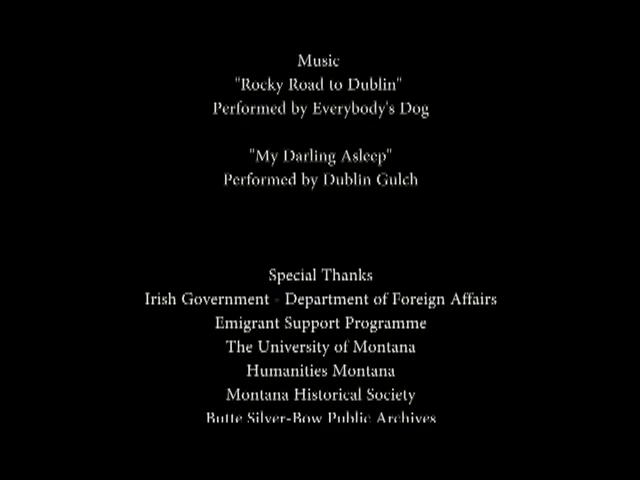 Music
"Rocky Road to Dublin"
Performed by Everybody's Dog
"My Darling Asleep"
Performed by Dublin Gulch
Special Thanks
Irish Government - Department of Foreign Affairs
Emigrant Support Programme
The University of Montana
Humanities Montana
Montana Historical Society
Butte Silver-Bow Public Archives